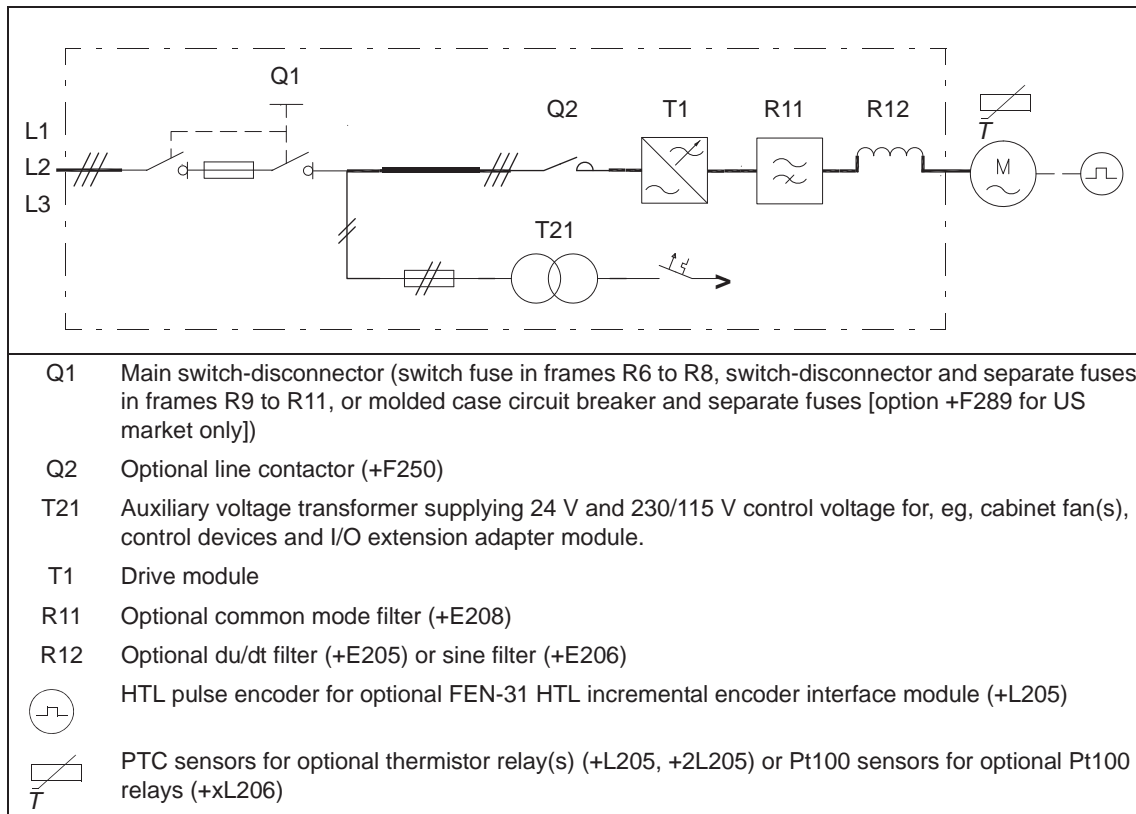 Q1
L1
Q2 T1 R11 R12
T
L2
M
L3
T21
Q1 Main switch-disconnector (switch fuse in frames R6 to R8, switch-disconnector and separate fuses
in frames R9 to R11, or molded case circuit breaker and separate fuses [option +F289 for US
market only])
Q2 Optional line contactor (+F250)
T21 Auxiliary voltage transformer supplying 24 V and 230/115 V control voltage for, eg, cabinet fan(s),
control devices and I/O extension adapter module.
T1 Drive module
R11 Optional common mode filter (+E208)
R12 Optional du/dt filter (+E205) or sine filter (+E206)
HTL pulse encoder for optional FEN-31 HTL incremental encoder interface module (+L205)
PTC sensors for optional thermistor relay(s) (+L205, +2L205) or Pt100 sensors for optional Pt100
relays (+xL206)
T